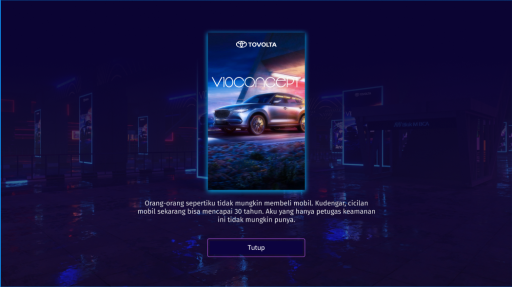 TOVOLTA
V10CONCEPT
Orang-orang sepertiku tidak mungkin membeli mobil. Kudengar, cicilan
mobil sekarang bisa mencapai 30 tahun. Aku yang hanya petugas keamanan
ini tidak mungkin punya.
Tutup